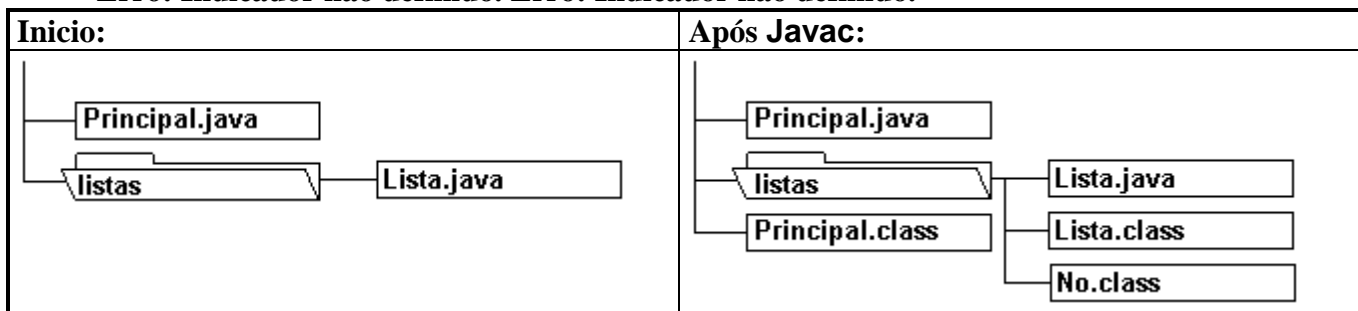 Inicio:
Após Javac:
Principal.java
listas
Lista.java
Principal.java
listas
Lista.java
Principal.class
Lista.class
No.class